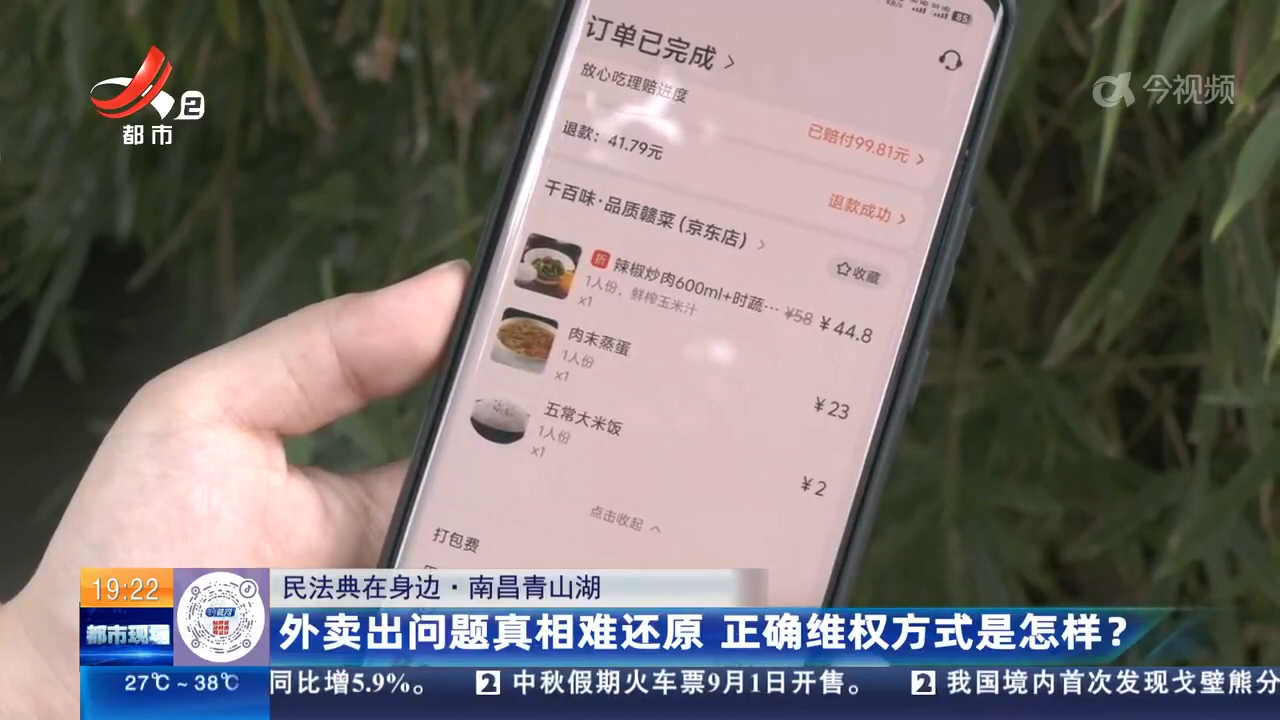 2
都市
今视频
85
订单已完成 >
放心吃理赔进度
已赔付99.81元 >
退款：41.79元
退款成功 >
千百味·品质赣菜(京东店) >
收藏
折 辣椒炒肉600ml+时蔬… ¥58 ¥44.8
1人份，鲜榨玉米汁
x1
肉末蒸蛋
1人份
x1
¥23
五常大米饭
1人份
x1
¥2
点击收起
打包费
19:22
民法典在身边·南昌青山湖
都市现场
外卖出问题真相难还原 正确维权方式是怎样？
27℃~38℃
同比增5.9%。 2 中秋假期火车票9月1日开售。 2 我国境内首次发现戈壁熊分